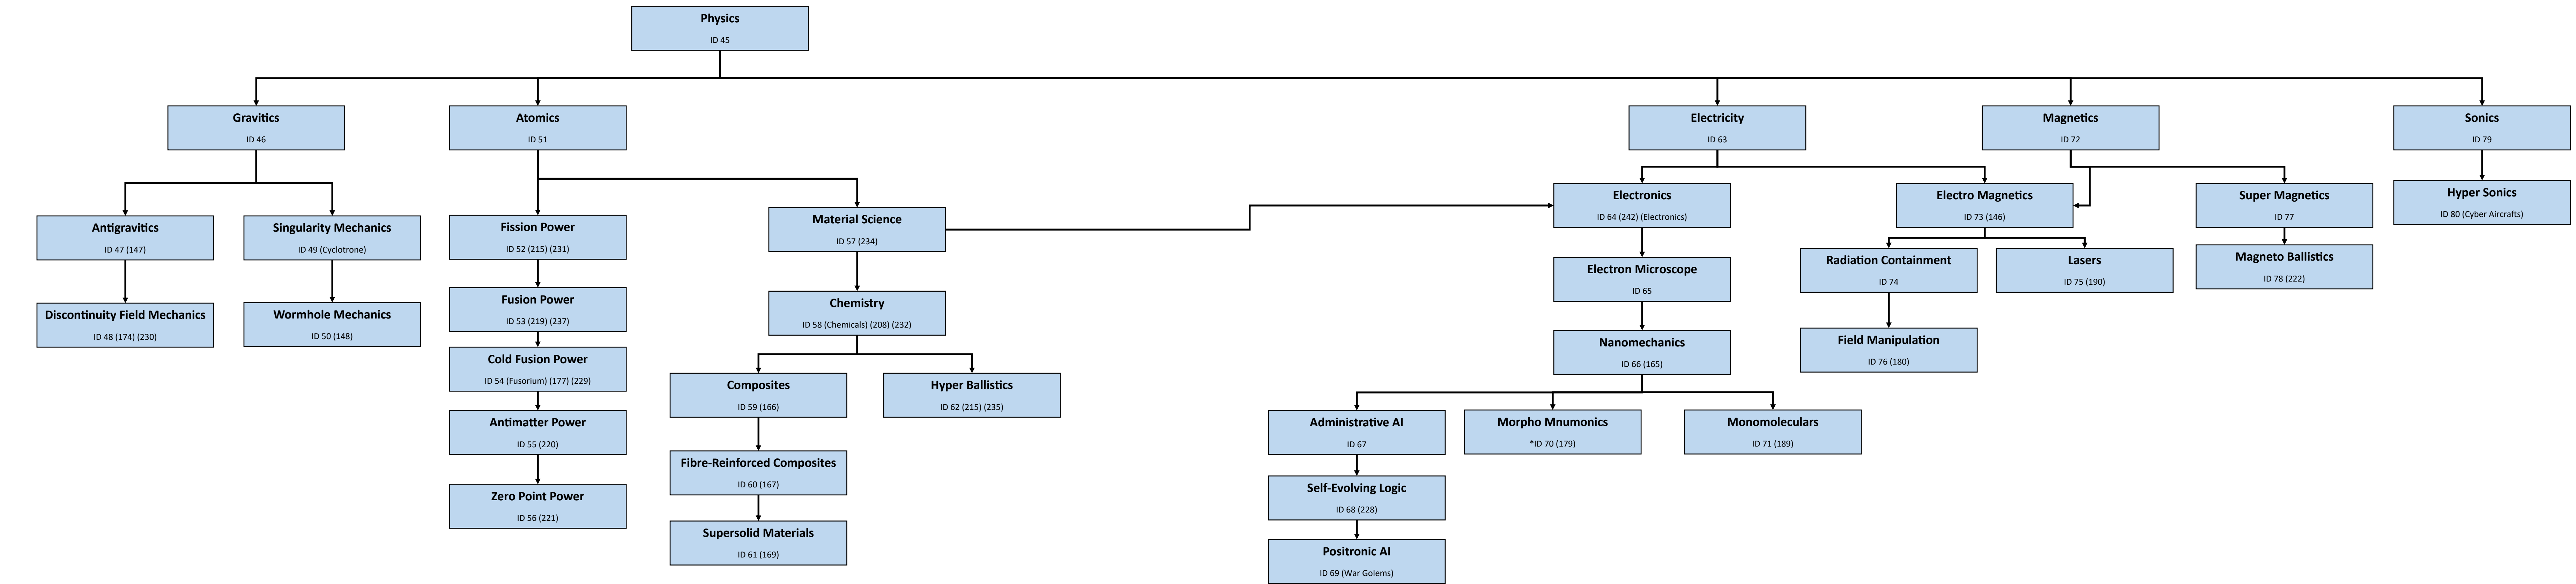 Physics
ID 45
Gravitics
ID 46
Atomics
ID 51
Electricity
ID 63
Magnetics
ID 72
Sonics
ID 79
Antigravitics
ID 47 (147)
Singularity Mechanics
ID 49 (Cyclotrone)
Fission Power
ID 52 (215) (231)
Material Science
ID 57 (234)
Electronics
ID 64 (242) (Electronics)
Electro Magnetics
ID 73 (146)
Super Magnetics
ID 77
Hyper Sonics
ID 80 (Cyber Aircrafts)
Discontinuity Field Mechanics
ID 48 (174) (230)
Wormhole Mechanics
ID 50 (148)
Fusion Power
ID 53 (219) (237)
Chemistry
ID 58 (Chemicals) (208) (232)
Electron Microscope
ID 65
Radiation Containment
ID 74
Lasers
ID 75 (190)
Magneto Ballistics
ID 78 (222)
Cold Fusion Power
ID 54 (Fusorium) (177) (229)
Composites
ID 59 (166)
Hyper Ballistics
ID 62 (215) (235)
Nanomechanics
ID 66 (165)
Field Manipulation
ID 76 (180)
Antimatter Power
ID 55 (220)
Fibre-Reinforced Composites
ID 60 (167)
Administrative AI
ID 67
Morpho Mnumonics
*ID 70 (179)
Monomoleculars
ID 71 (189)
Zero Point Power
ID 56 (221)
Supersolid Materials
ID 61 (169)
Self-Evolving Logic
ID 68 (228)
Positronic AI
ID 69 (War Golems)